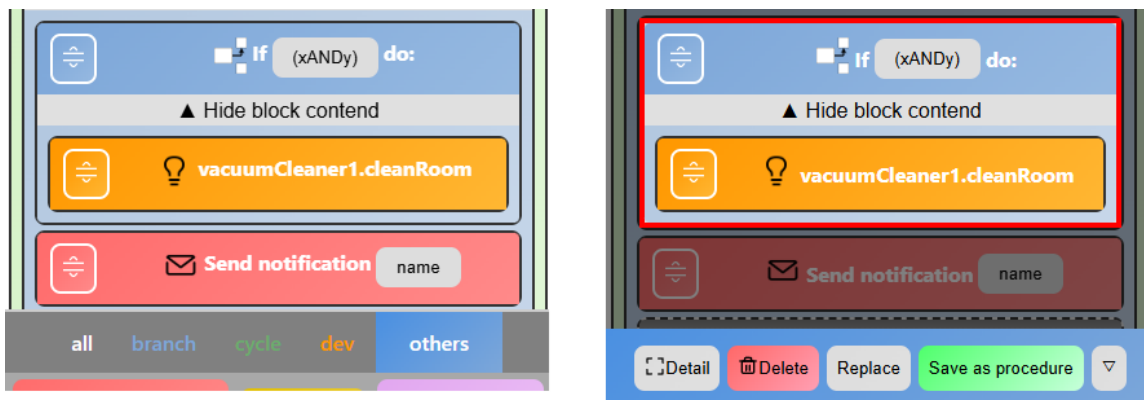 If (xANDy) do:
▲ Hide block contend
vacuumCleaner1.cleanRoom
Send notification name
all branch cycle dev others
If (xANDy) do:
▲ Hide block contend
vacuumCleaner1.cleanRoom
Send notification name
Detail Delete Replace Save as procedure ▽